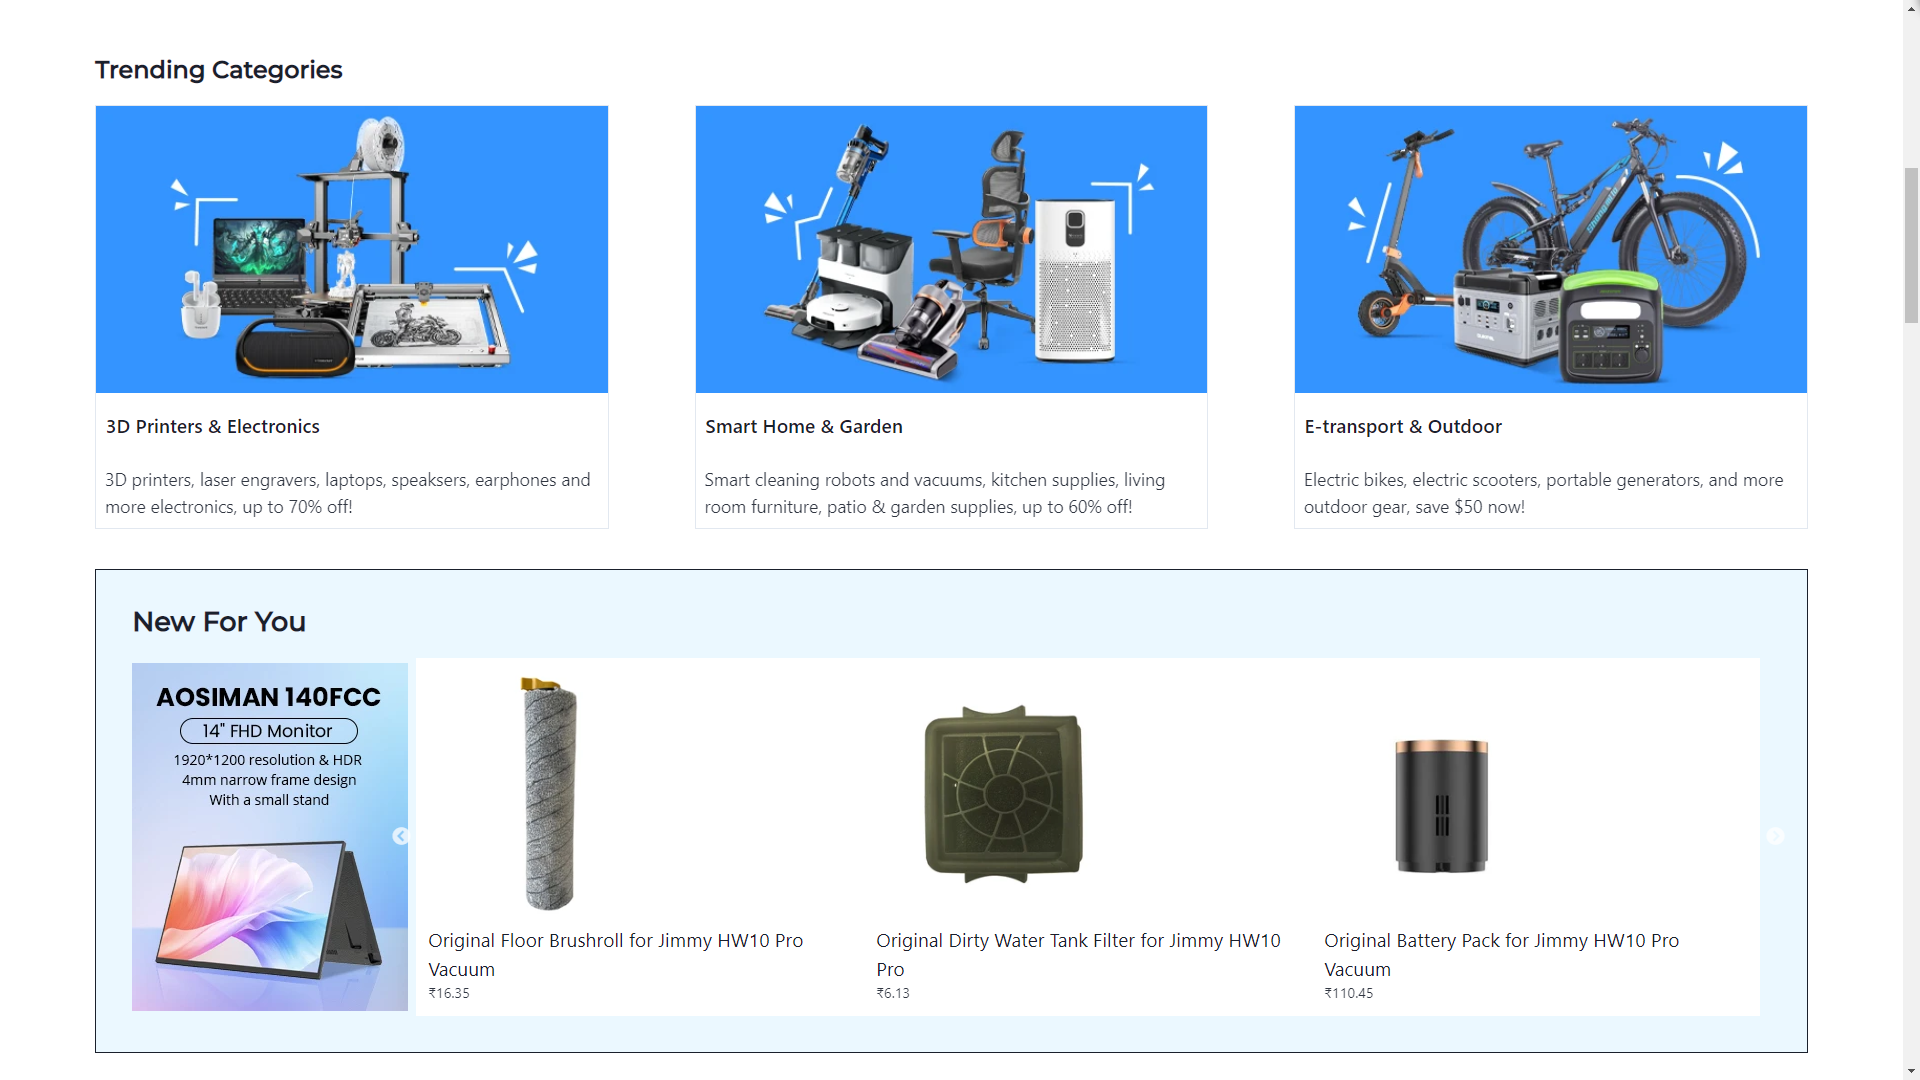 Trending Categories
3D Printers & Electronics
3D printers, laser engravers, laptops, speaksers, earphones and
more electronics, up to 70% off!
Smart Home & Garden
Smart cleaning robots and vacuums, kitchen supplies, living
room furniture, patio & garden supplies, up to 60% off!
E-transport & Outdoor
Electric bikes, electric scooters, portable generators, and more
outdoor gear, save $50 now!
New For You
AOSIMAN 140FCC
14" FHD Monitor
1920*1200 resolution & HDR
4mm narrow frame design
With a small stand
Original Floor Brushroll for Jimmy HW10 Pro
Vacuum
₹16.35
Original Dirty Water Tank Filter for Jimmy HW10
Pro
₹6.13
Original Battery Pack for Jimmy HW10 Pro
Vacuum
₹110.45